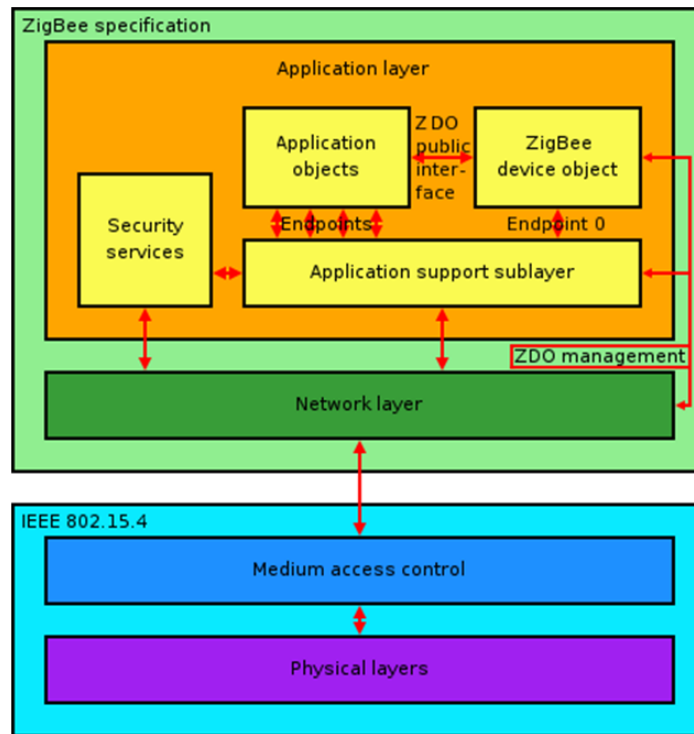 ZigBee specification
Application layer
Application
objects
ZDO
public
inter-
face
ZigBee
device object
Security
services
Endpoints
Endpoint 0
Application support sublayer
ZDO management
Network layer
IEEE 802.15.4
Medium access control
Physical layers